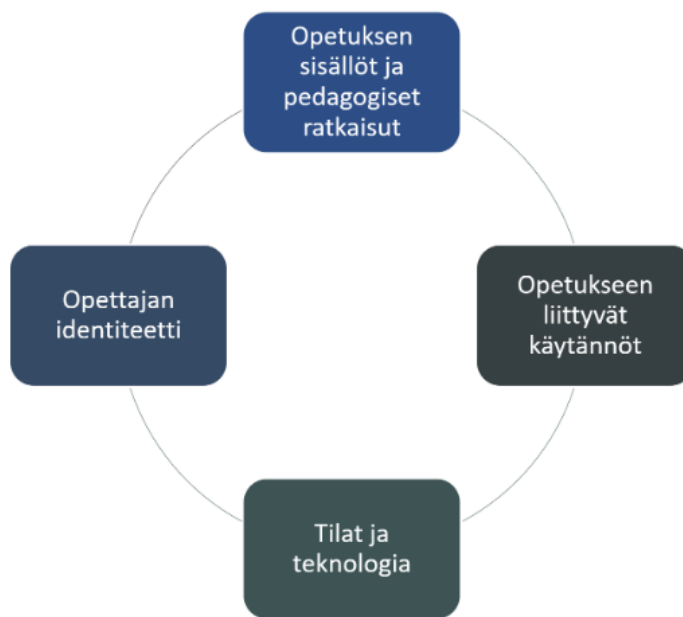 Opetuksen
sisällöt ja
pedagogiset
ratkaisut
Opettajan
identiteetti
Opetukseen
liittyvät
käytännöt
Tilat ja
teknologia